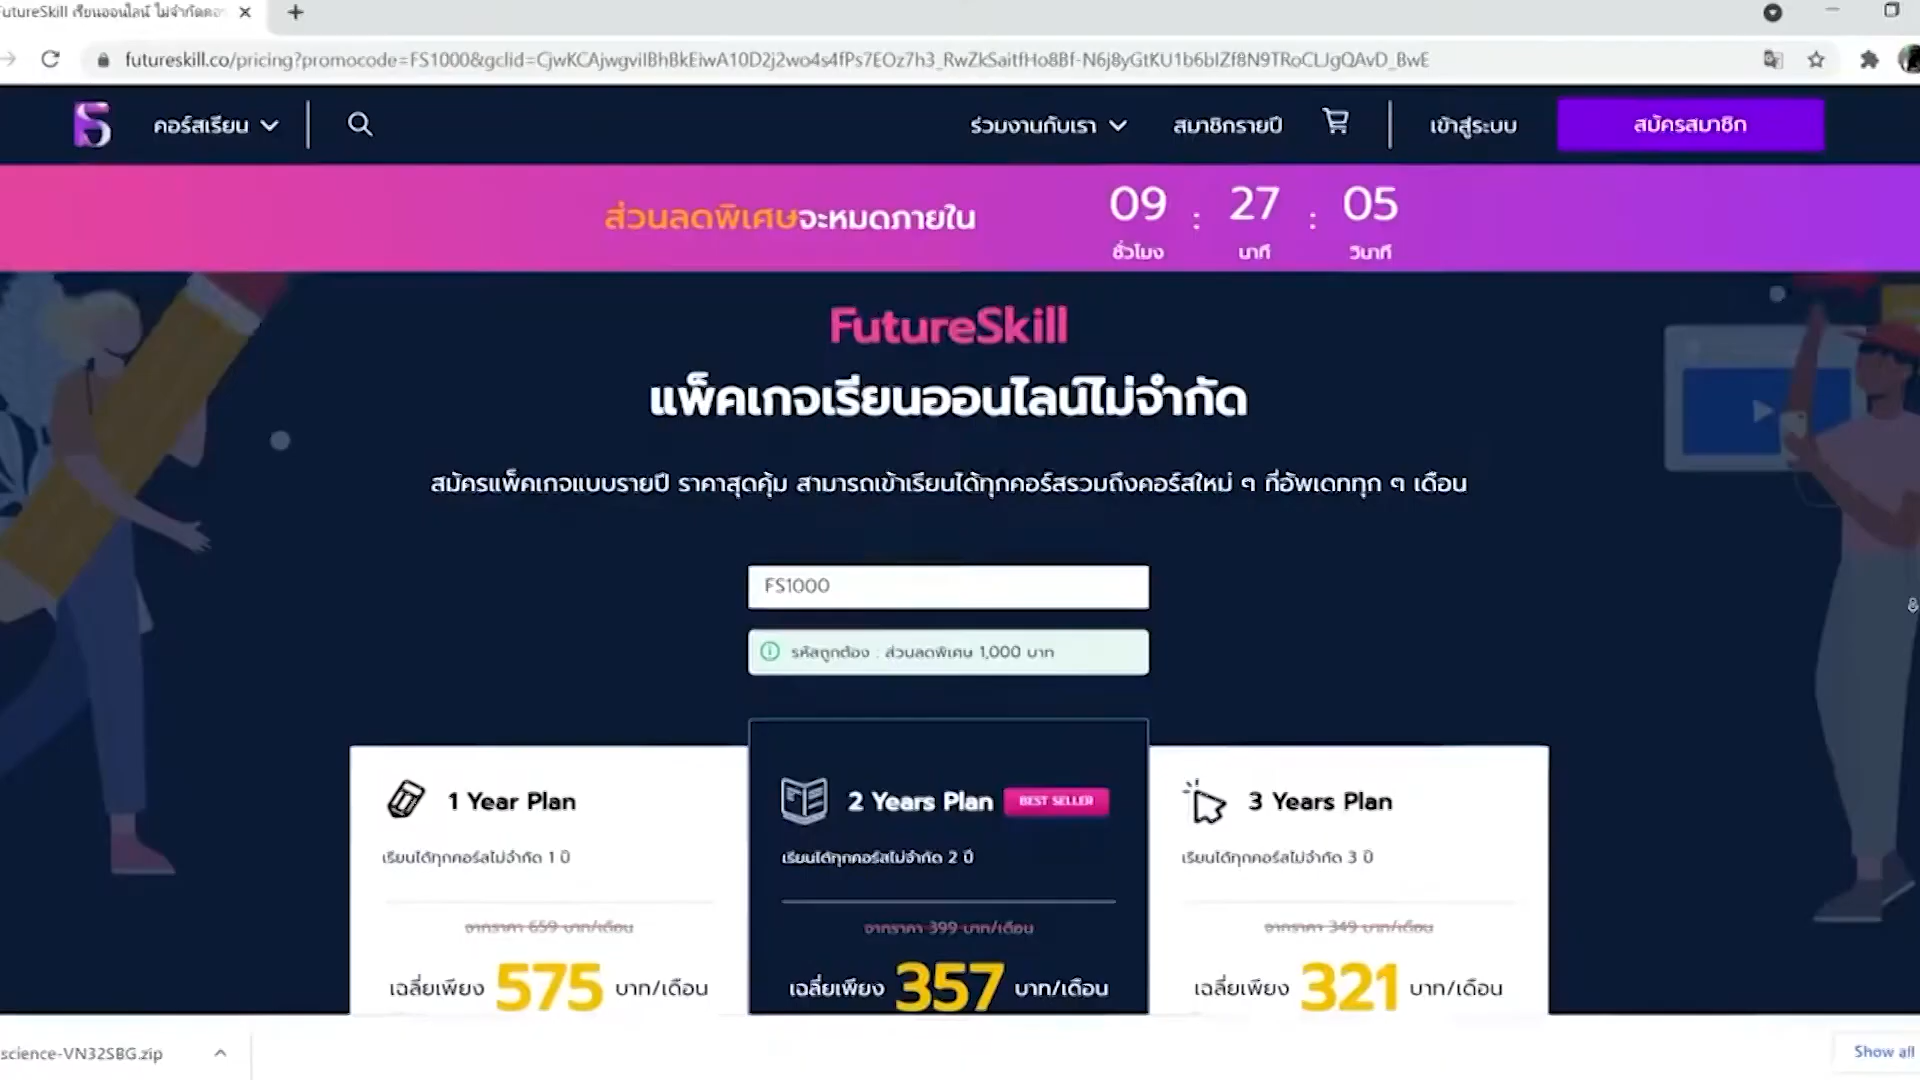 FutureSkill เรียนออนไลน์ ไม่จำกัดคอ
futureskill.co/pricing?promocode=FS1000&gclid=CjwKCAjwgviIBhBkEiwA10D2j2wo4s4fPs7EOz7h3_RwZkSaitfHo8Bf-N6j8yGtKU1b6bIZf8N9TRoCLJgQAvD_BwE
คอร์สเรียน
ร่วมงานกับเรา
สมาชิกรายปี
เข้าสู่ระบบ
สมัครสมาชิก
ส่วนลดพิเศษจะหมดภายใน
09 : 27 : 05
ชั่วโมง นาที วินาที
FutureSkill
แพ็คเกจเรียนออนไลน์ไม่จำกัด
สมัครแพ็คเกจแบบรายปี ราคาสุดคุ้ม สามารถเข้าเรียนได้ทุกคอร์สรวมถึงคอร์สใหม่ ๆ ที่อัพเดททุก ๆ เดือน
FS1000
รหัสถูกต้อง : ส่วนลดพิเศษ 1,000 บาท
1 Year Plan
เรียนได้ทุกคอร์สไม่จำกัด 1 ปี
จากราคา 659 บาท/เดือน
เฉลี่ยเพียง 575 บาท/เดือน
2 Years Plan BEST SELLER
เรียนได้ทุกคอร์สไม่จำกัด 2 ปี
จากราคา 399 บาท/เดือน
เฉลี่ยเพียง 357 บาท/เดือน
3 Years Plan
เรียนได้ทุกคอร์สไม่จำกัด 3 ปี
จากราคา 349 บาท/เดือน
เฉลี่ยเพียง 321 บาท/เดือน
science-VN32SBG.zip
Show all